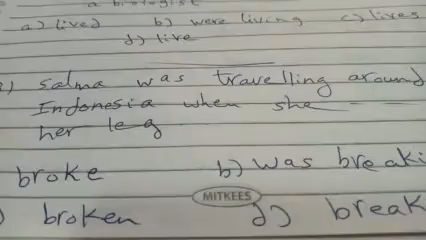 a biologist
a) lived b) were living c) lives
d) live
) Salma was travelling around
Indonesia when she
her leg
broke b) was breaki
MITKEES
) broken d) break